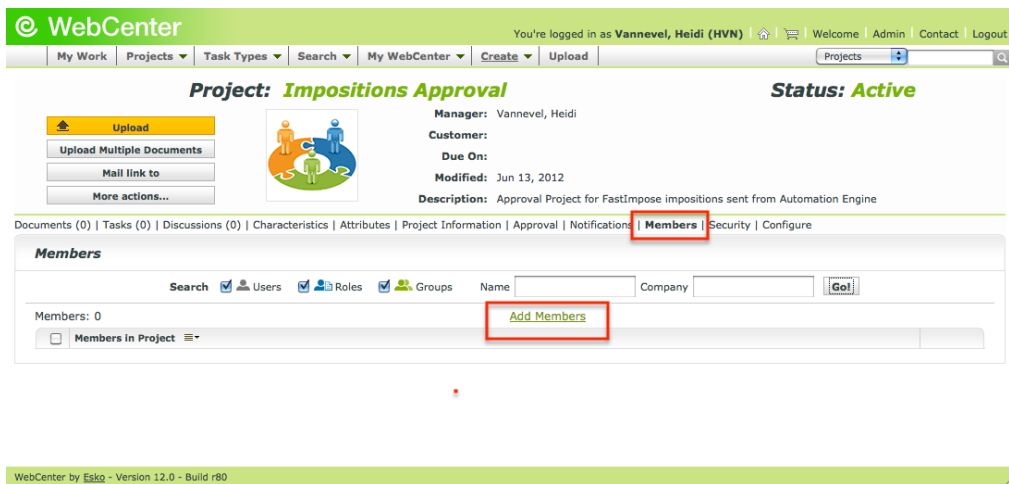 WebCenter
You're logged in as Vannevel, Heidi (HVN) | Welcome | Admin | Contact | Logout
My Work | Projects | Task Types | Search | My WebCenter | Create | Upload | Projects
Project: Impositions Approval Status: Active
Upload
Upload Multiple Documents
Mail link to
More actions...
Manager: Vannevel, Heidi
Customer:
Due On:
Modified: Jun 13, 2012
Description: Approval Project for FastImpose impositions sent from Automation Engine
Documents (0) | Tasks (0) | Discussions (0) | Characteristics | Attributes | Project Information | Approval | Notifications | Members | Security | Configure
Members
Search Users Roles Groups Name Company Go!
Members: 0 Add Members
Members in Project
WebCenter by Esko - Version 12.0 - Build r80